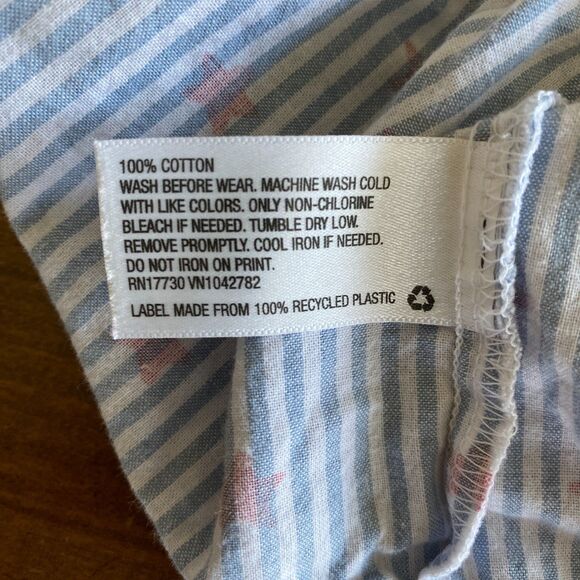 100% COTTON
WASH BEFORE WEAR. MACHINE WASH COLD
WITH LIKE COLORS. ONLY NON-CHLORINE
BLEACH IF NEEDED. TUMBLE DRY LOW.
REMOVE PROMPTLY. COOL IRON IF NEEDED.
DO NOT IRON ON PRINT.
RN17730 VN1042782
LABEL MADE FROM 100% RECYCLED PLASTIC